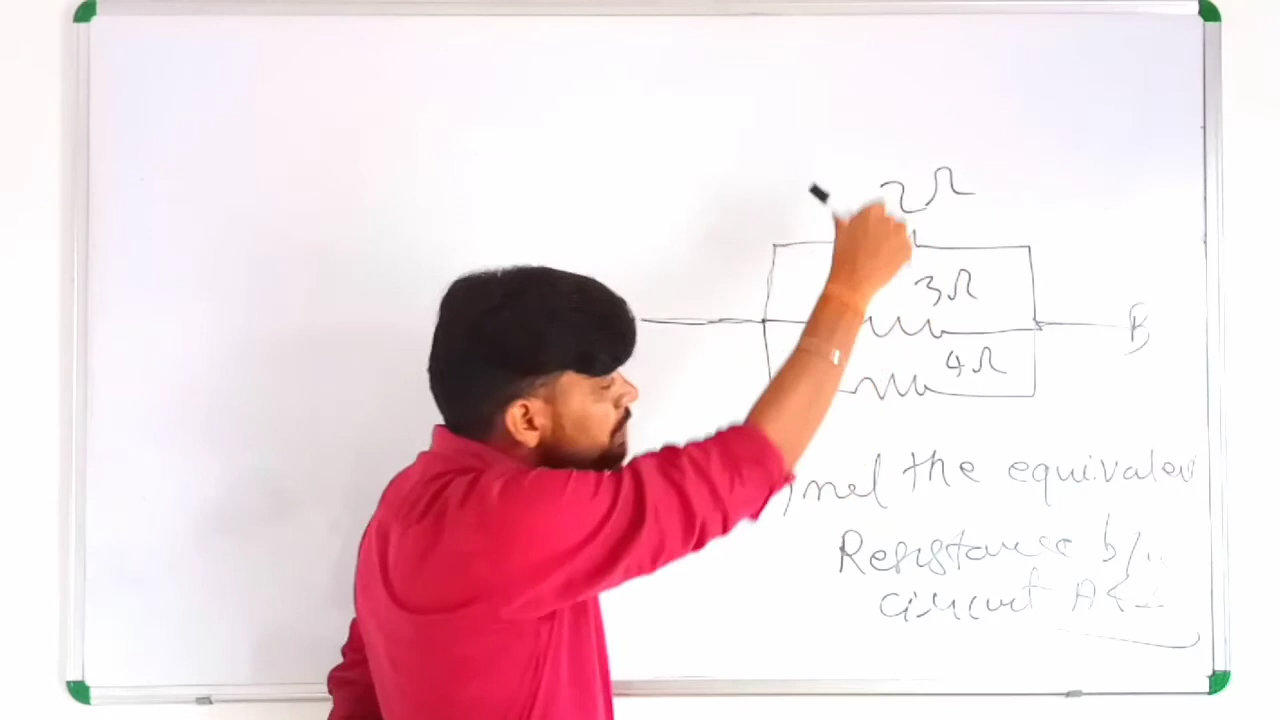 2Ω
3Ω
B
4Ω
the equivalen
Resistance b/n
circuit A &